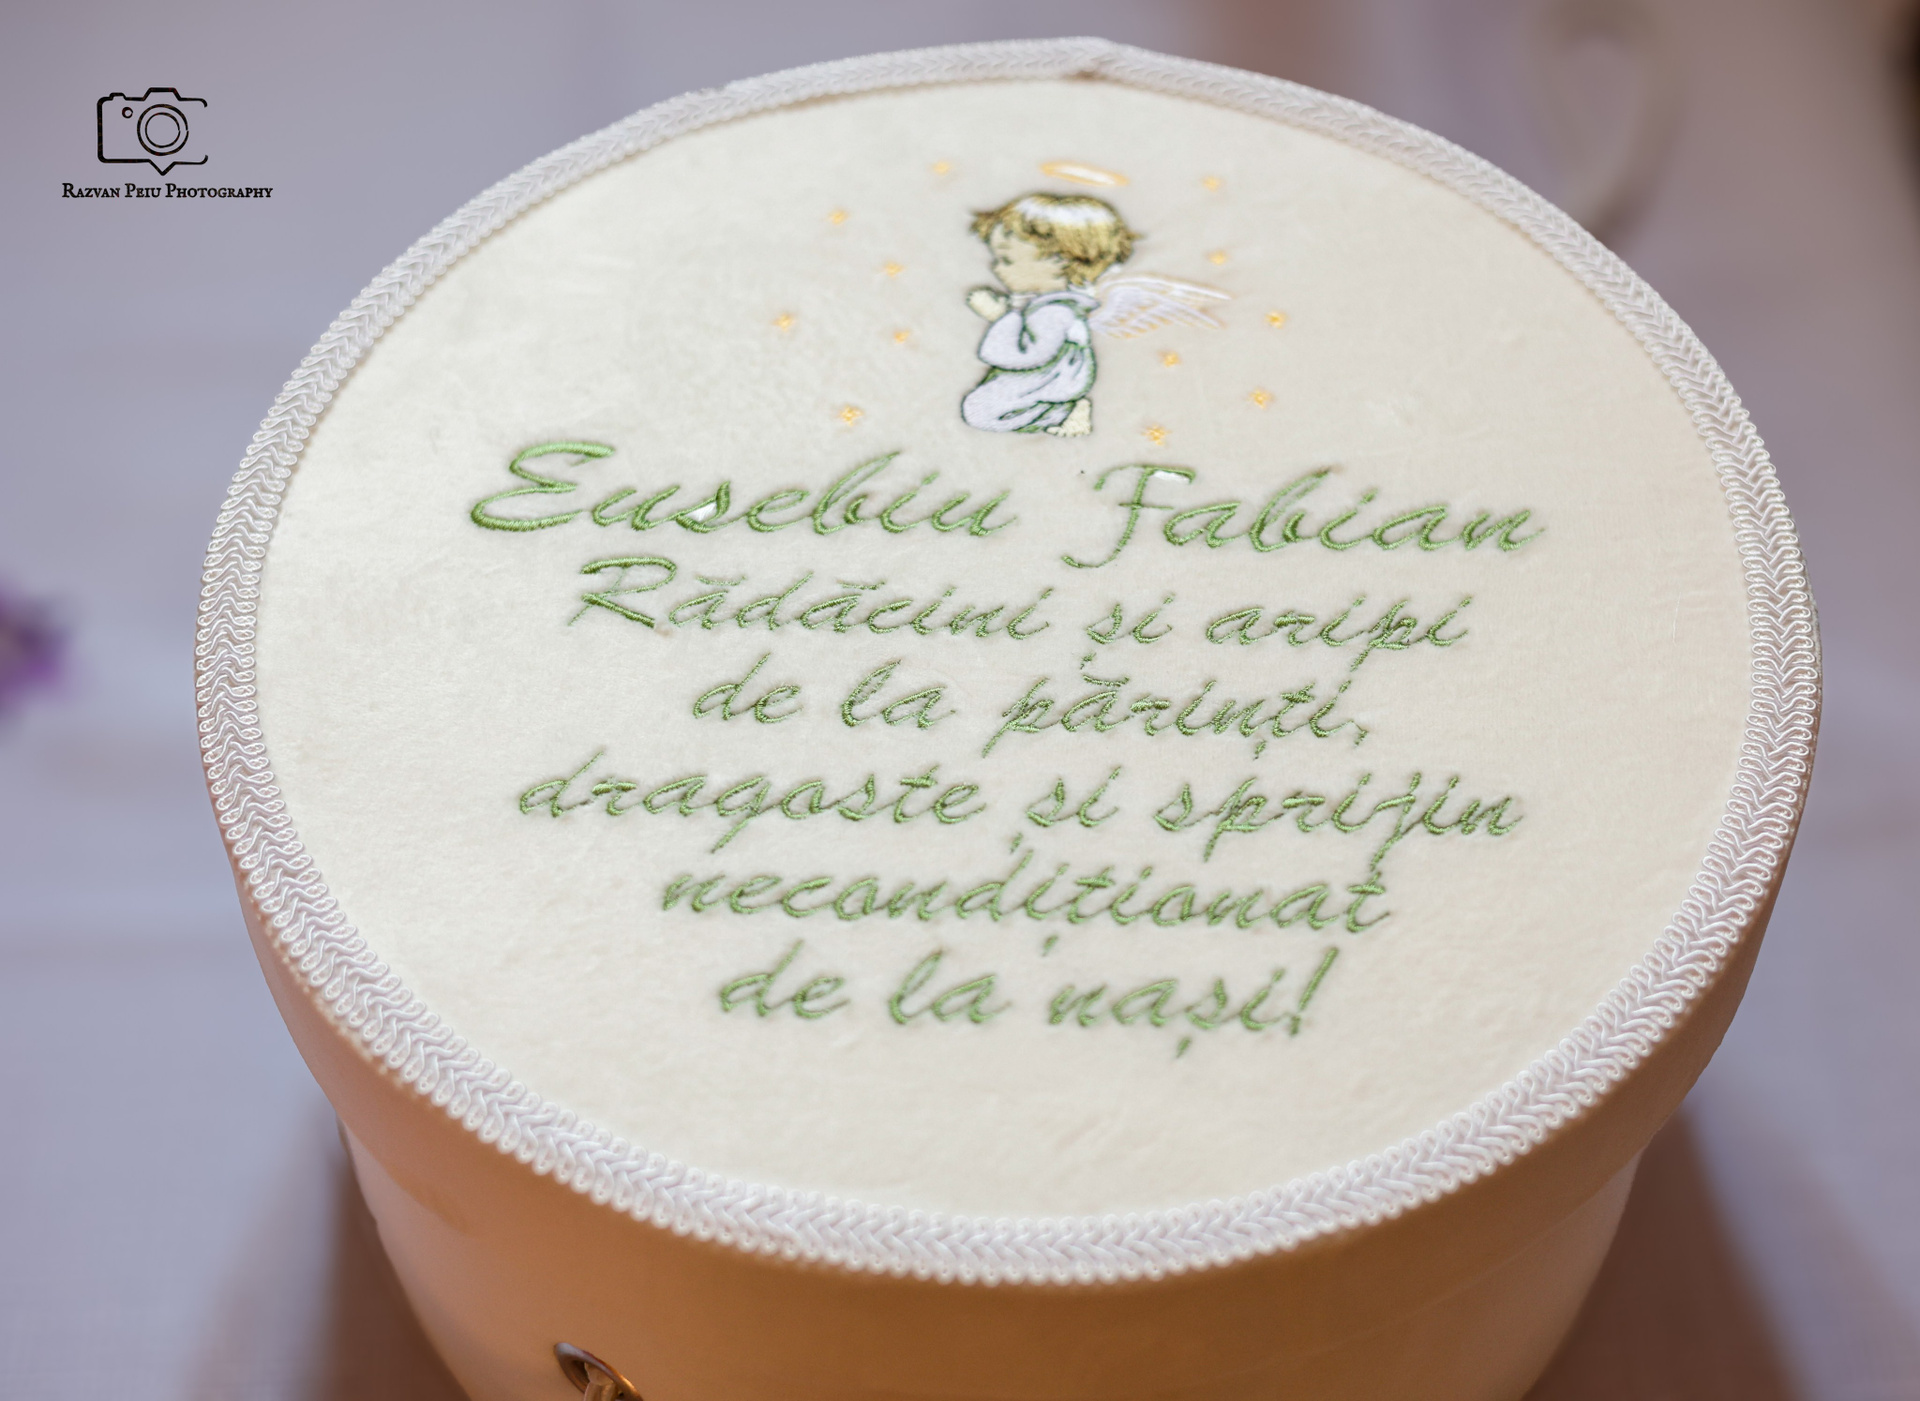 Razvan Peiu Photography
Eusebiu Fabian
Rădăcini și aripi
de la părinți,
dragoste și sprijin
necondiționat
de la nași!